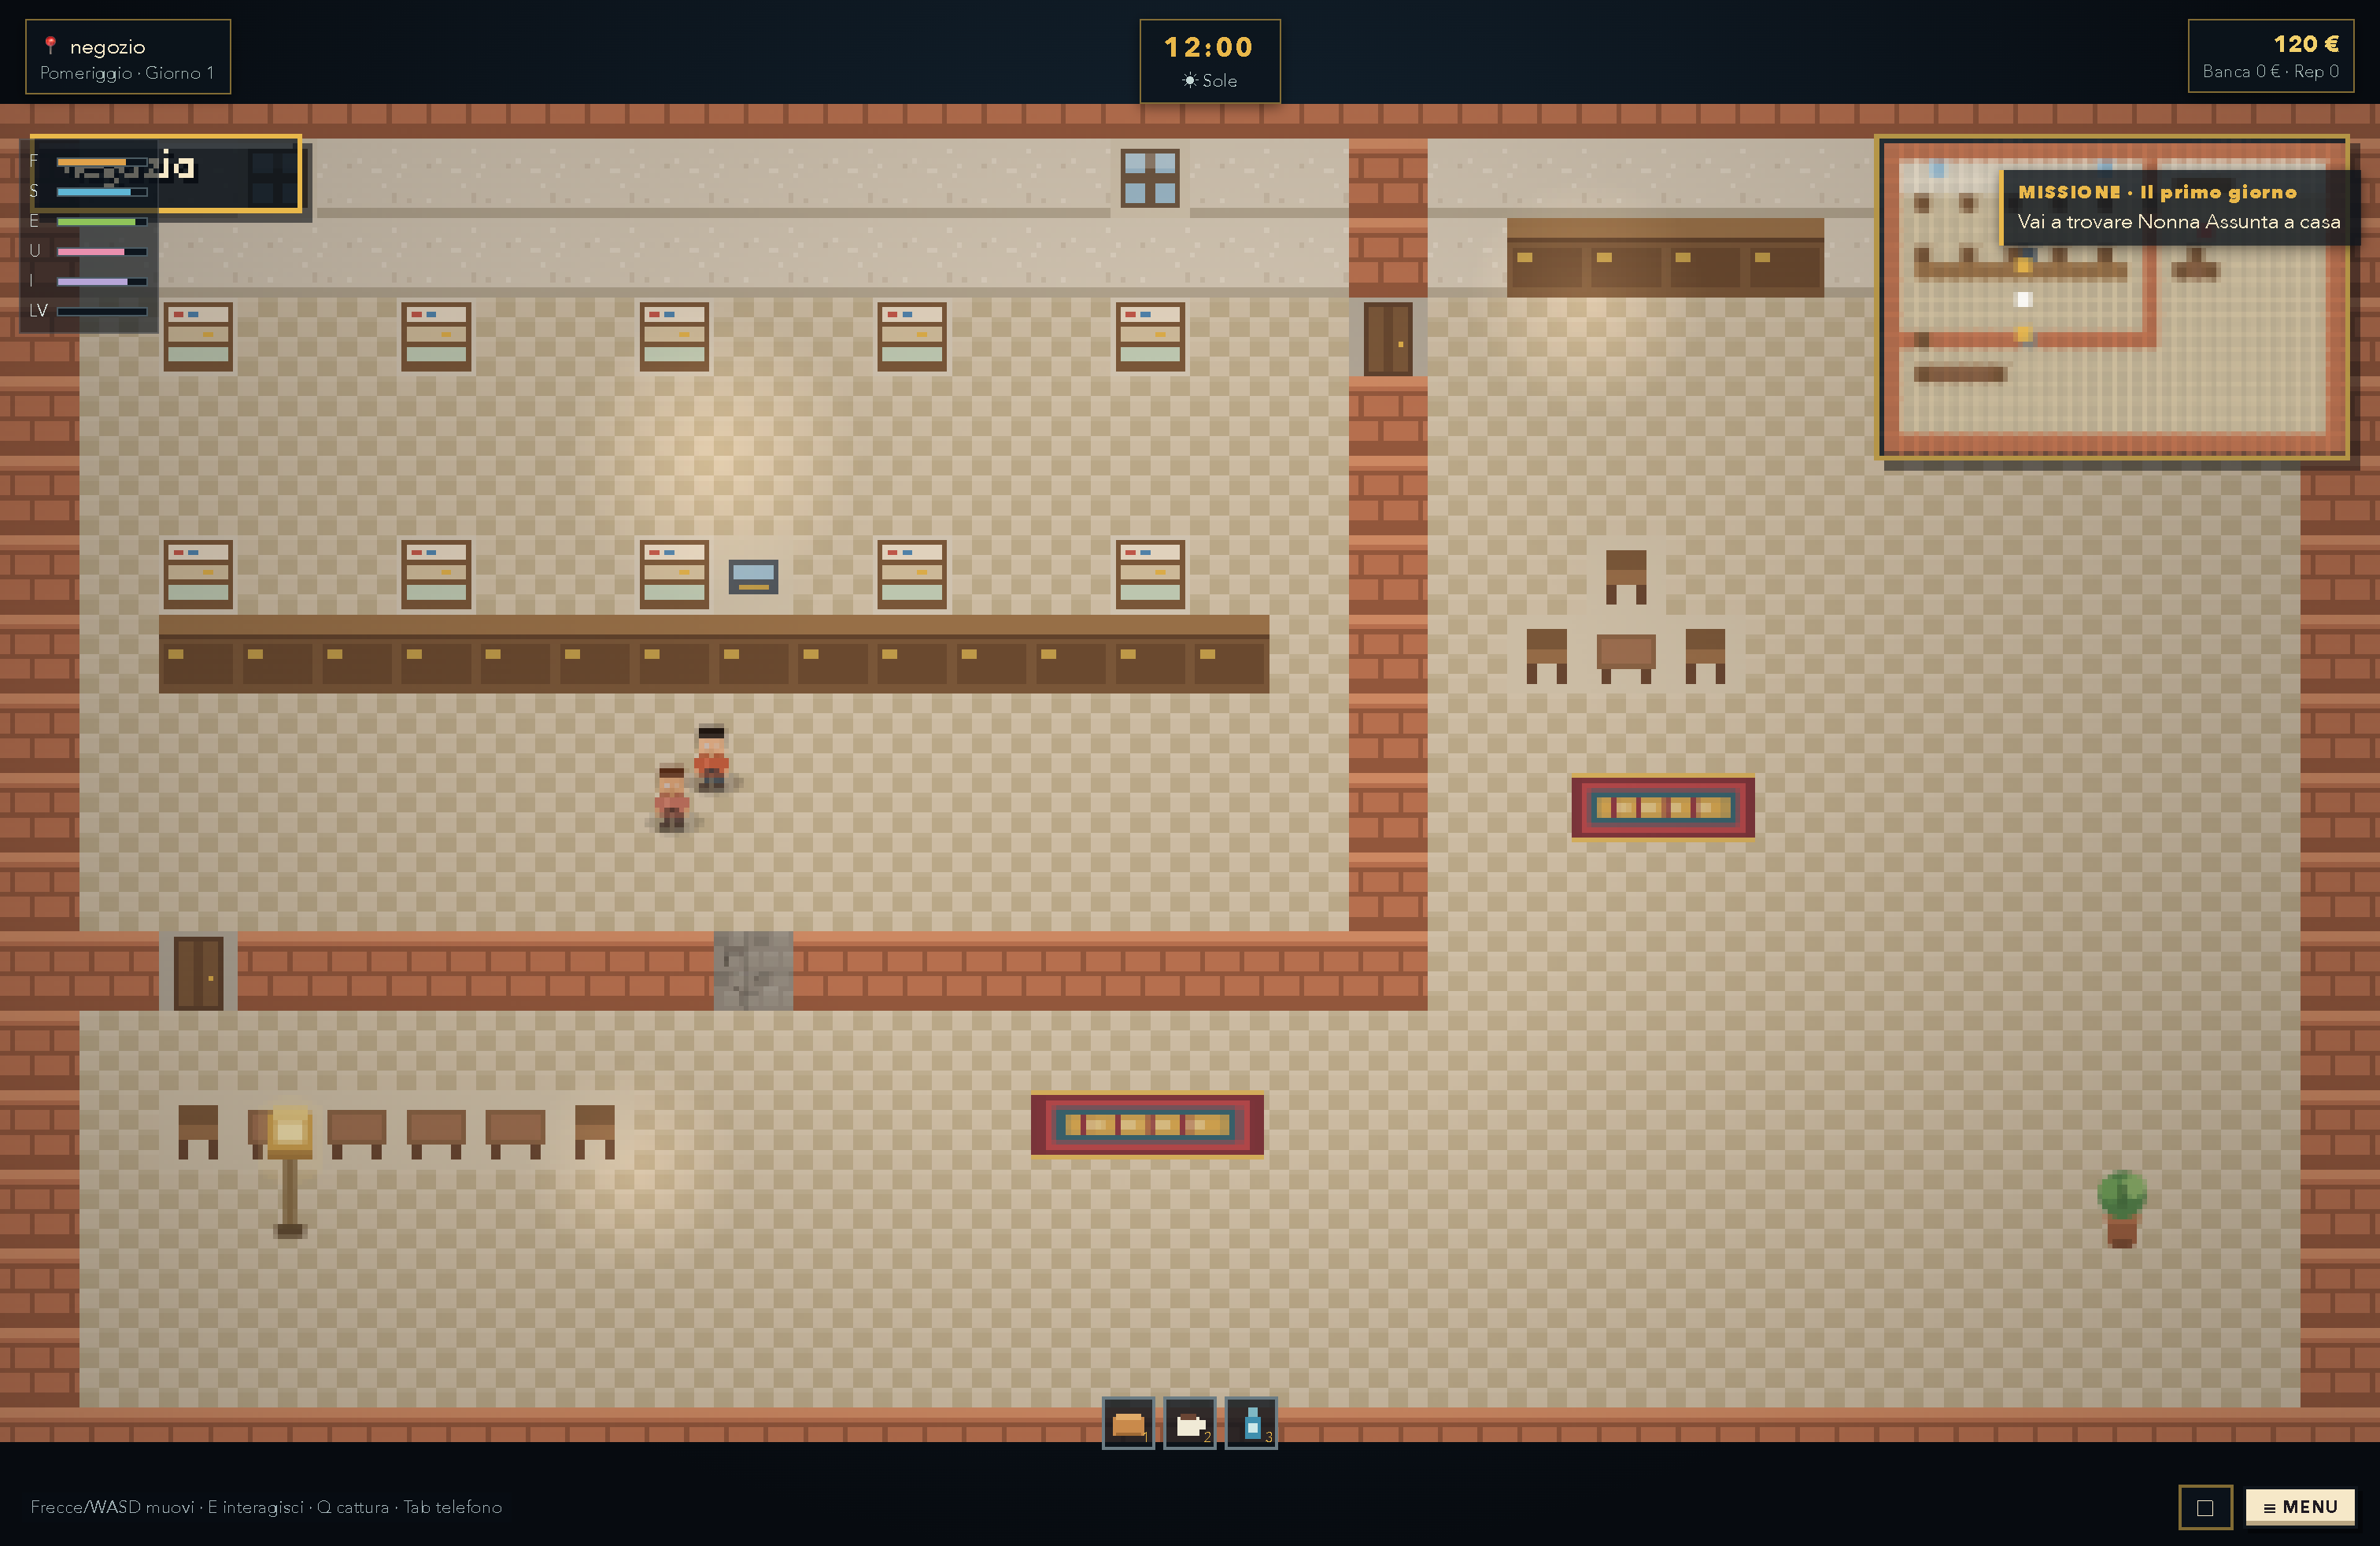 negozio
Pomeriggio · Giorno 1
12:00
☀ Sole
120 €
Banca 0 € · Rep 0
F
S
E
U
I
LV
MISSIONE · Il primo giorno
Vai a trovare Nonna Assunta a casa
1
2
3
Frecce/WASD muovi · E interagisci · Q cattura · Tab telefono
≡ MENU